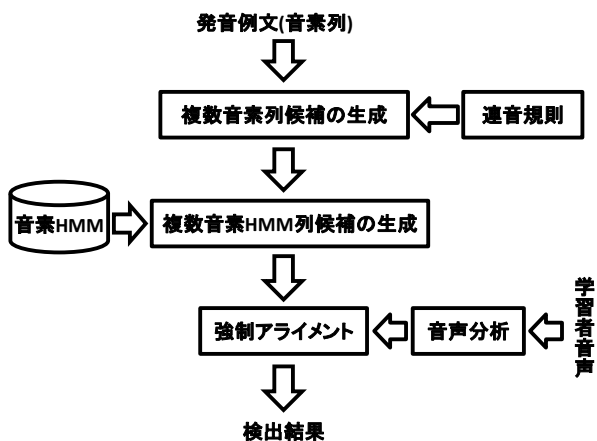 発音例文(音素列)
複数音素列候補の生成
連音規則
音素HMM
複数音素HMM列候補の生成
強制アライメント
音声分析
学習者音声
検出結果